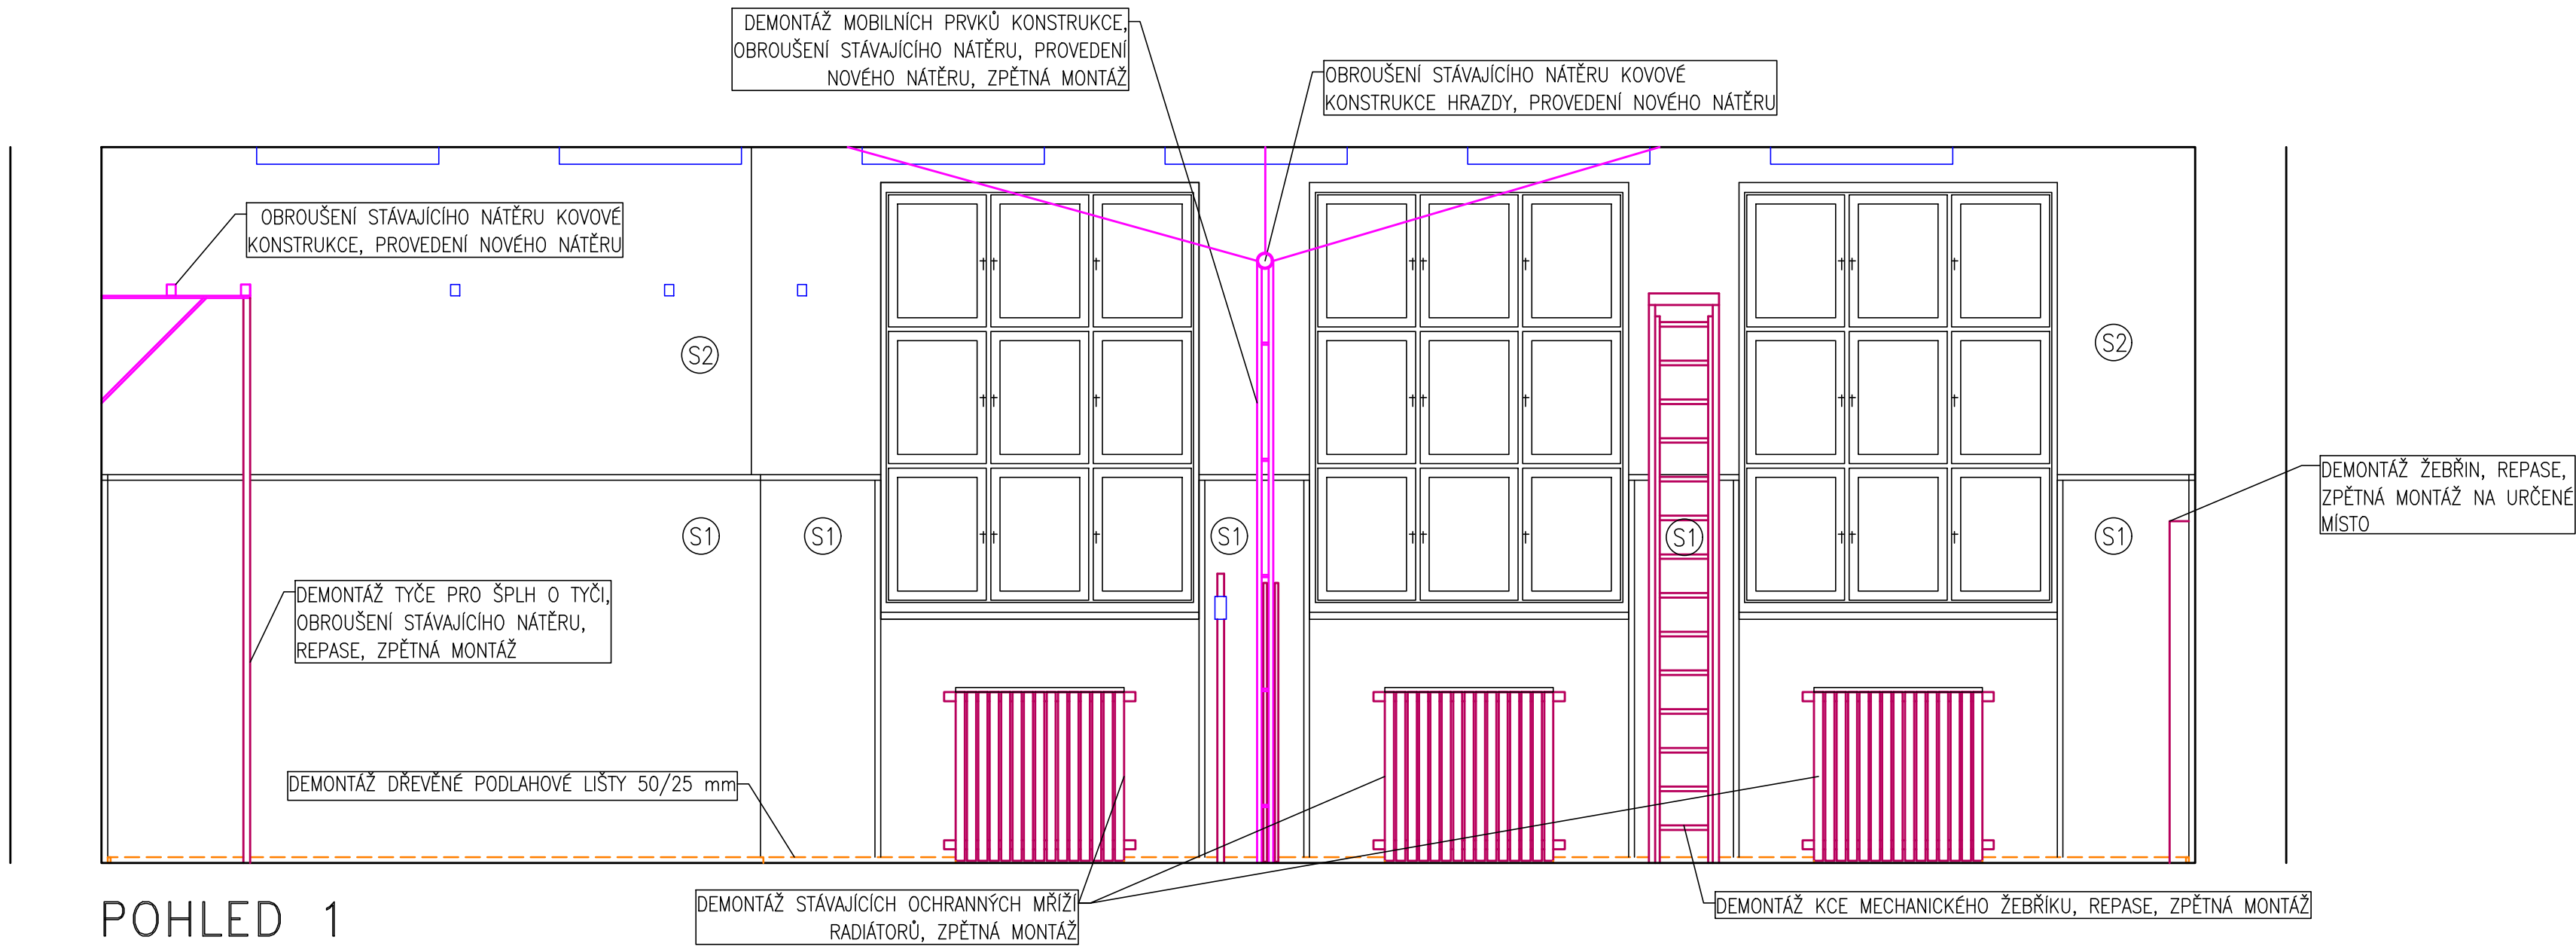 DEMONTÁŽ MOBILNÍCH PRVKŮ KONSTRUKCE,
OBROUŠENÍ STÁVAJÍCÍHO NÁTĚRU, PROVEDENÍ
NOVÉHO NÁTĚRU, ZPĚTNÁ MONTÁŽ
OBROUŠENÍ STÁVAJÍCÍHO NÁTĚRU KOVOVÉ
KONSTRUKCE HRAZDY, PROVEDENÍ NOVÉHO NÁTĚRU
OBROUŠENÍ STÁVAJÍCÍHO NÁTĚRU KOVOVÉ
KONSTRUKCE, PROVEDENÍ NOVÉHO NÁTĚRU
S2
S2
DEMONTÁŽ ŽEBŘIN, REPASE,
ZPĚTNÁ MONTÁŽ NA URČENÉ
MÍSTO
S1
S1
S1
S1
S1
DEMONTÁŽ TYČE PRO ŠPLH O TYČI,
OBROUŠENÍ STÁVAJÍCÍHO NÁTĚRU,
REPASE, ZPĚTNÁ MONTÁŽ
DEMONTÁŽ DŘEVĚNÉ PODLAHOVÉ LIŠTY 50/25 mm
DEMONTÁŽ STÁVAJÍCÍCH OCHRANNÝCH MŘÍŽÍ
RADIÁTORŮ, ZPĚTNÁ MONTÁŽ
DEMONTÁŽ KCE MECHANICKÉHO ŽEBŘÍKU, REPASE, ZPĚTNÁ MONTÁŽ
POHLED 1